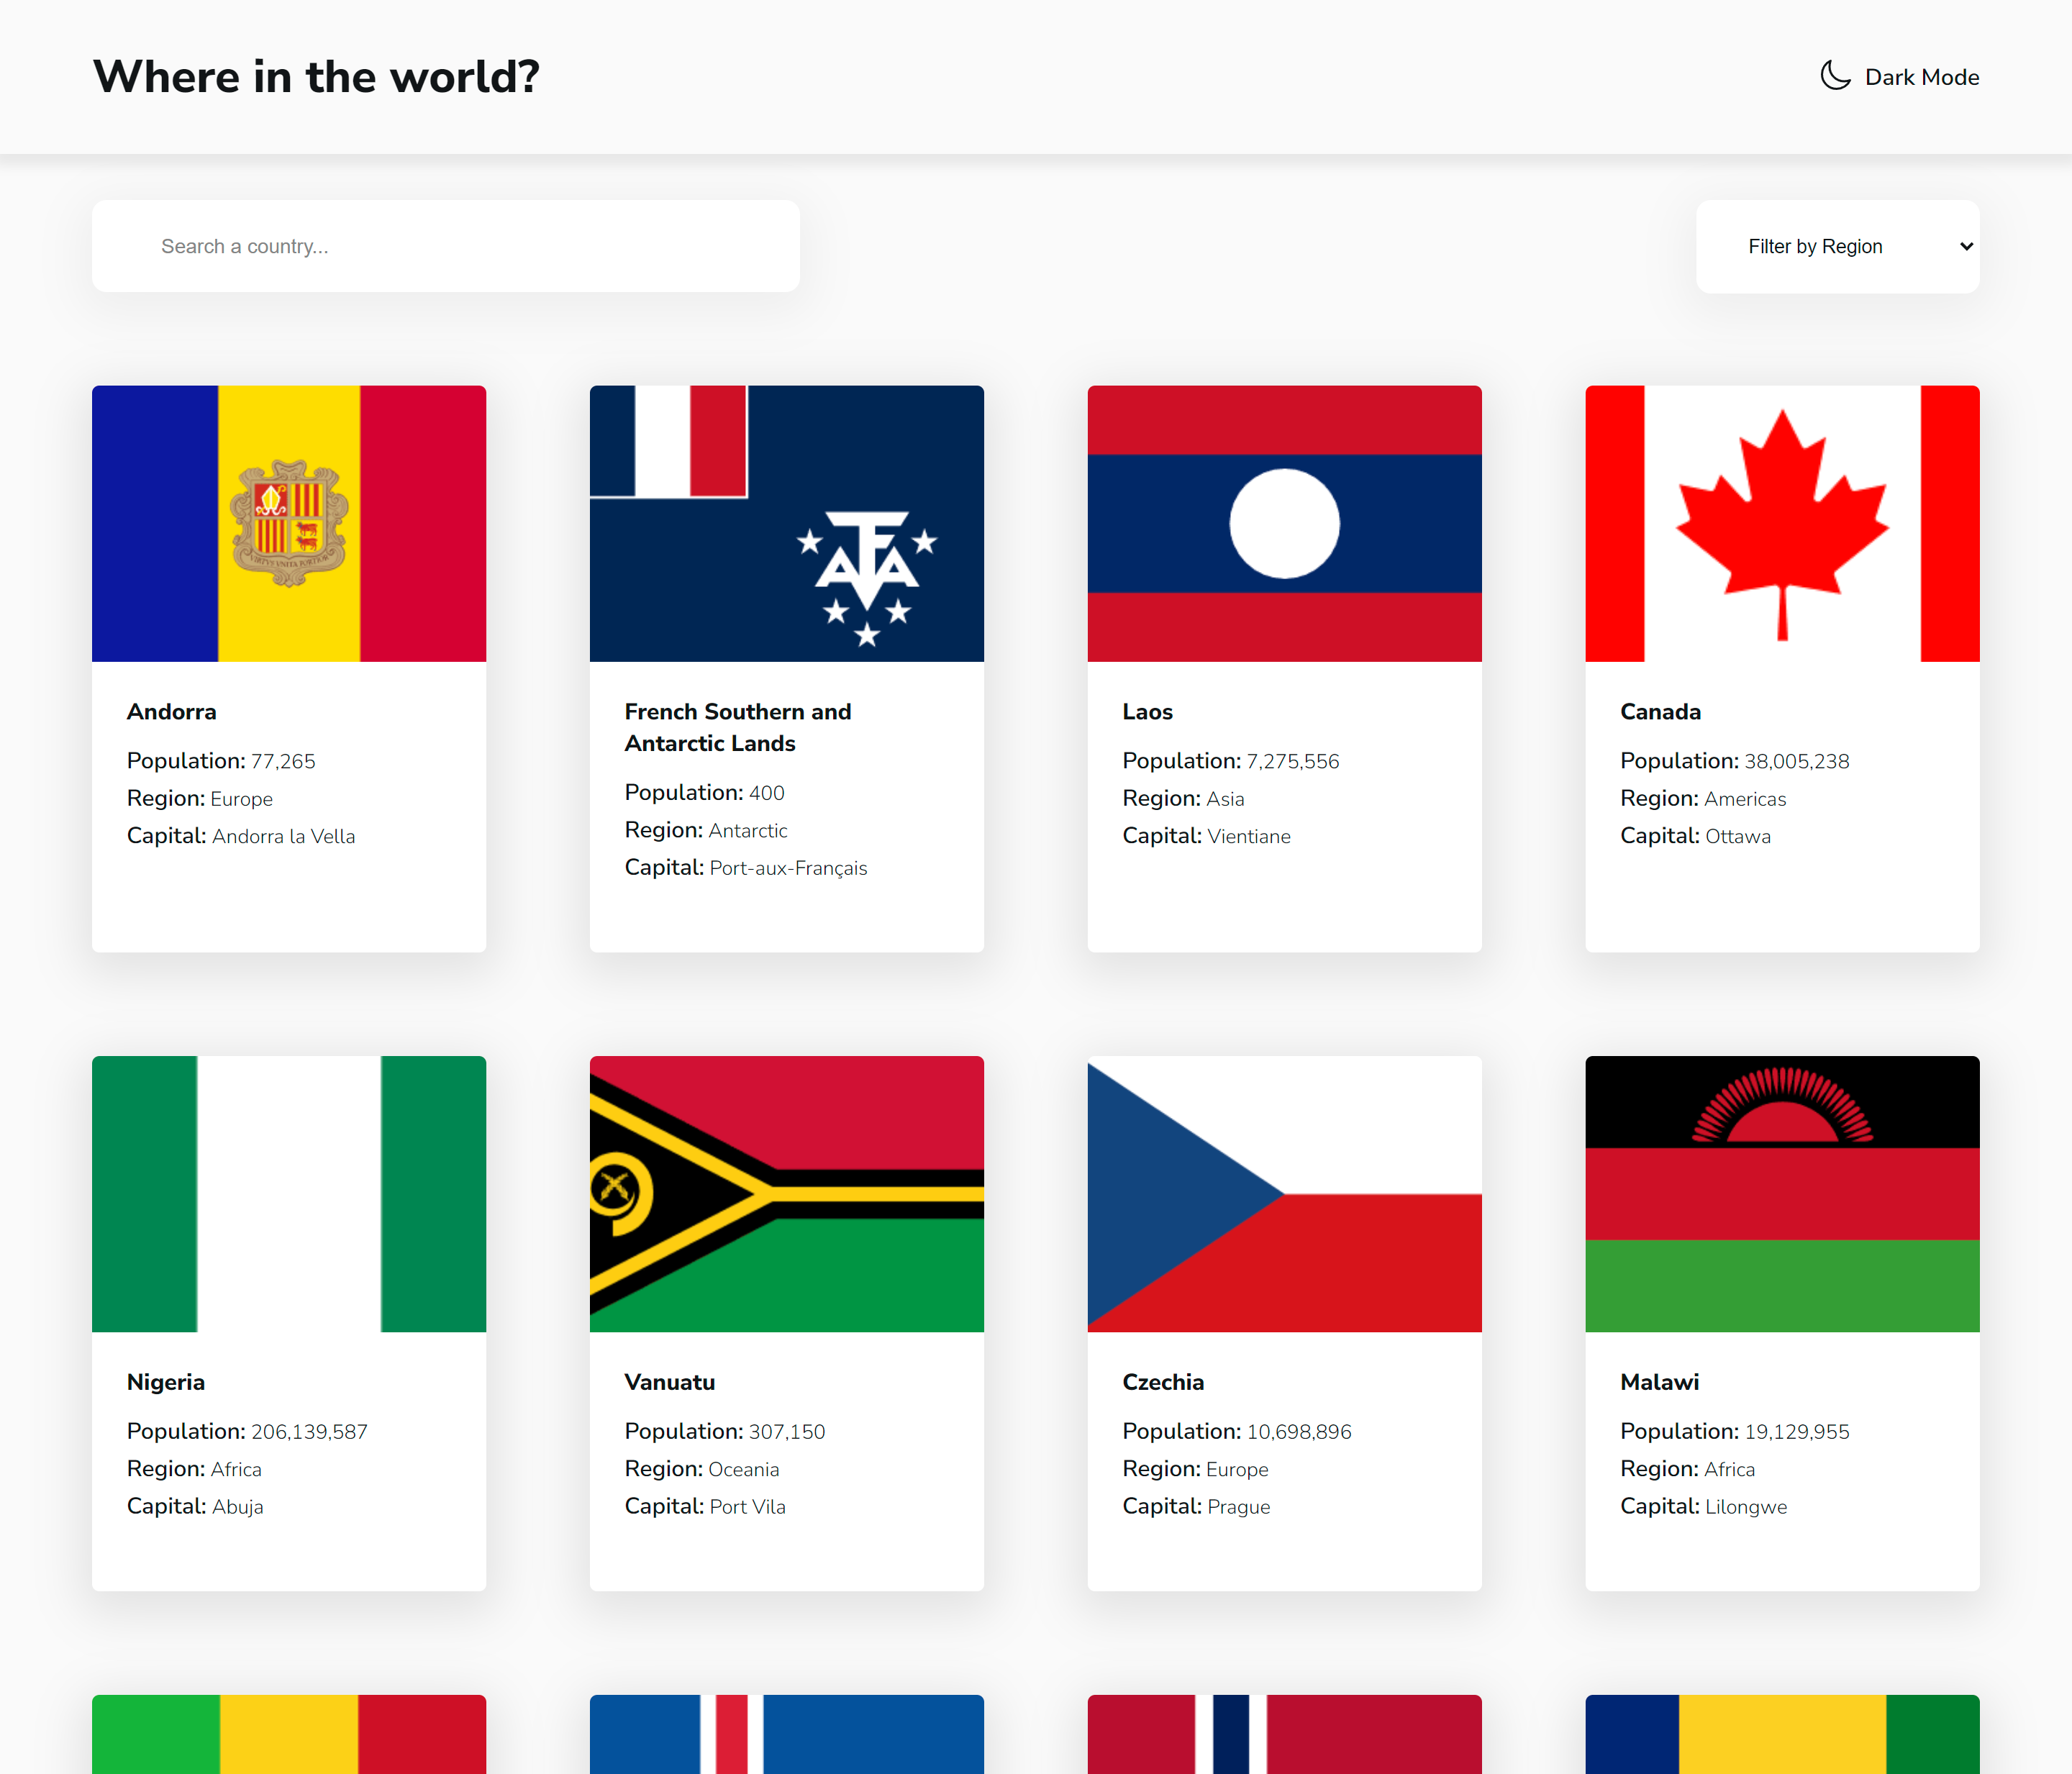 Where in the world?
Dark Mode
Search a country...
Filter by Region
Andorra
Population: 77,265
Region: Europe
Capital: Andorra la Vella
French Southern and
Antarctic Lands
Population: 400
Region: Antarctic
Capital: Port-aux-Français
Laos
Population: 7,275,556
Region: Asia
Capital: Vientiane
Canada
Population: 38,005,238
Region: Americas
Capital: Ottawa
Nigeria
Population: 206,139,587
Region: Africa
Capital: Abuja
Vanuatu
Population: 307,150
Region: Oceania
Capital: Port Vila
Czechia
Population: 10,698,896
Region: Europe
Capital: Prague
Malawi
Population: 19,129,955
Region: Africa
Capital: Lilongwe